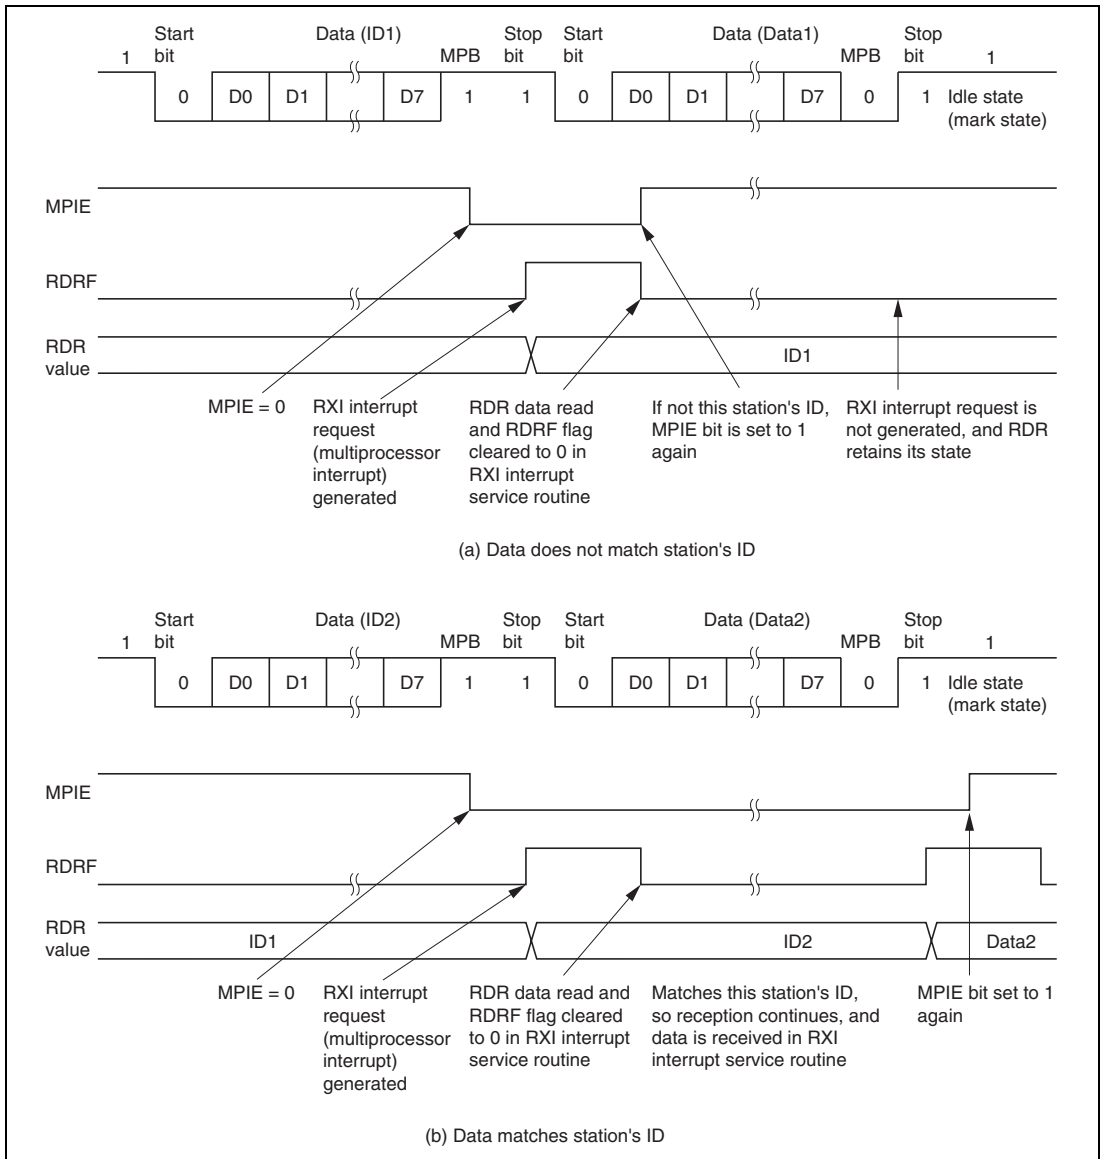 Start bit
Data (ID1)
MPB
Stop bit
Start bit
Data (Data1)
MPB
Stop bit
1
1
0
D0
D1
D7
1
1
0
D0
D1
D7
0
1
Idle state (mark state)
MPIE
RDRF
RDR value
ID1
MPIE = 0
RXI interrupt
request
(multiprocessor
interrupt)
generated
RDR data read
and RDRF flag
cleared to 0 in
RXI interrupt
service routine
If not this station's ID,
MPIE bit is set to 1
again
RXI interrupt request is
not generated, and RDR
retains its state
(a) Data does not match station's ID
Start bit
Data (ID2)
MPB
Stop bit
Start bit
Data (Data2)
MPB
Stop bit
1
1
0
D0
D1
D7
1
1
0
D0
D1
D7
0
1
Idle state (mark state)
MPIE
RDRF
RDR value
ID1
ID2
Data2
MPIE = 0
RXI interrupt
request
(multiprocessor
interrupt)
generated
RDR data read and
RDRF flag cleared
to 0 in RXI interrupt
service routine
Matches this station's ID,
so reception continues, and
data is received in RXI
interrupt service routine
MPIE bit set to 1
again
(b) Data matches station's ID